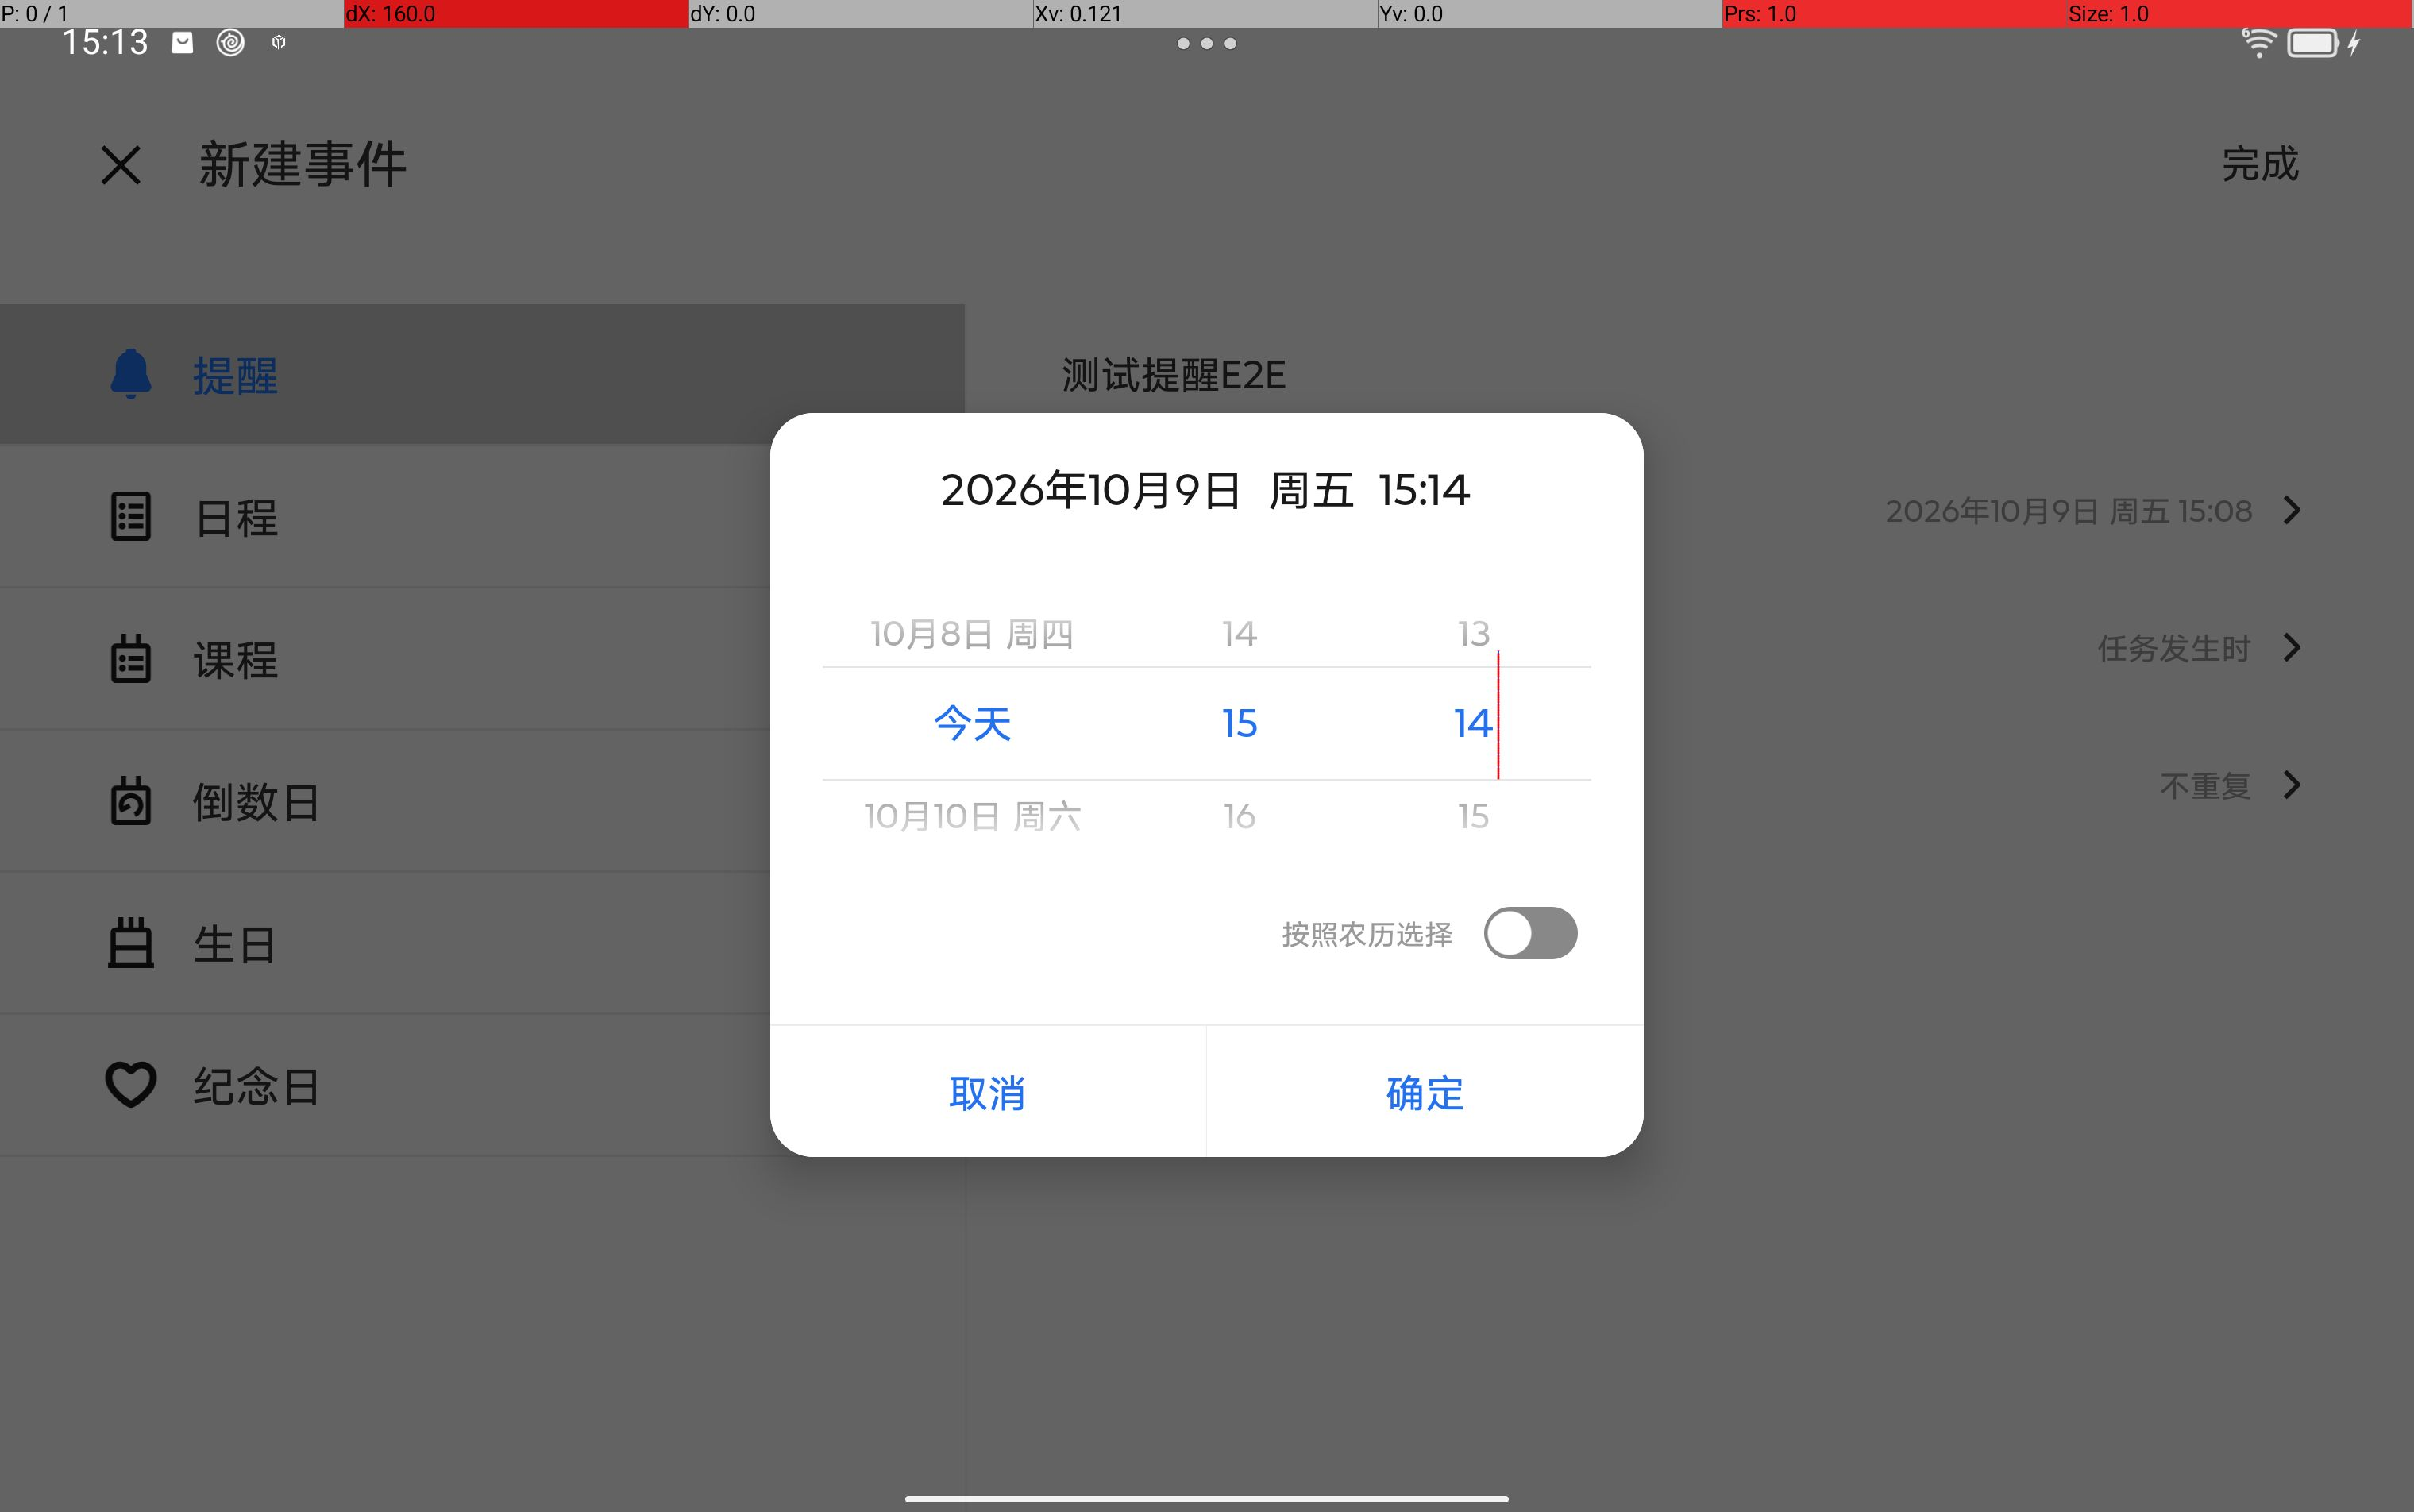 P: 0 / 1 dX: 160.0 dY: 0.0 Xv: 0.121 Yv: 0.0 Prs: 1.0 Size: 1.0
15:13 6
新建事件 完成
提醒
日程
课程
倒数日
生日
纪念日
测试提醒E2E
2026年10月9日 周五 15:08
任务发生时
不重复
2026年10月9日 周五 15:14
10月8日 周四 14 13
今天 15 14
10月10日 周六 16 15
按照农历选择
取消 确定